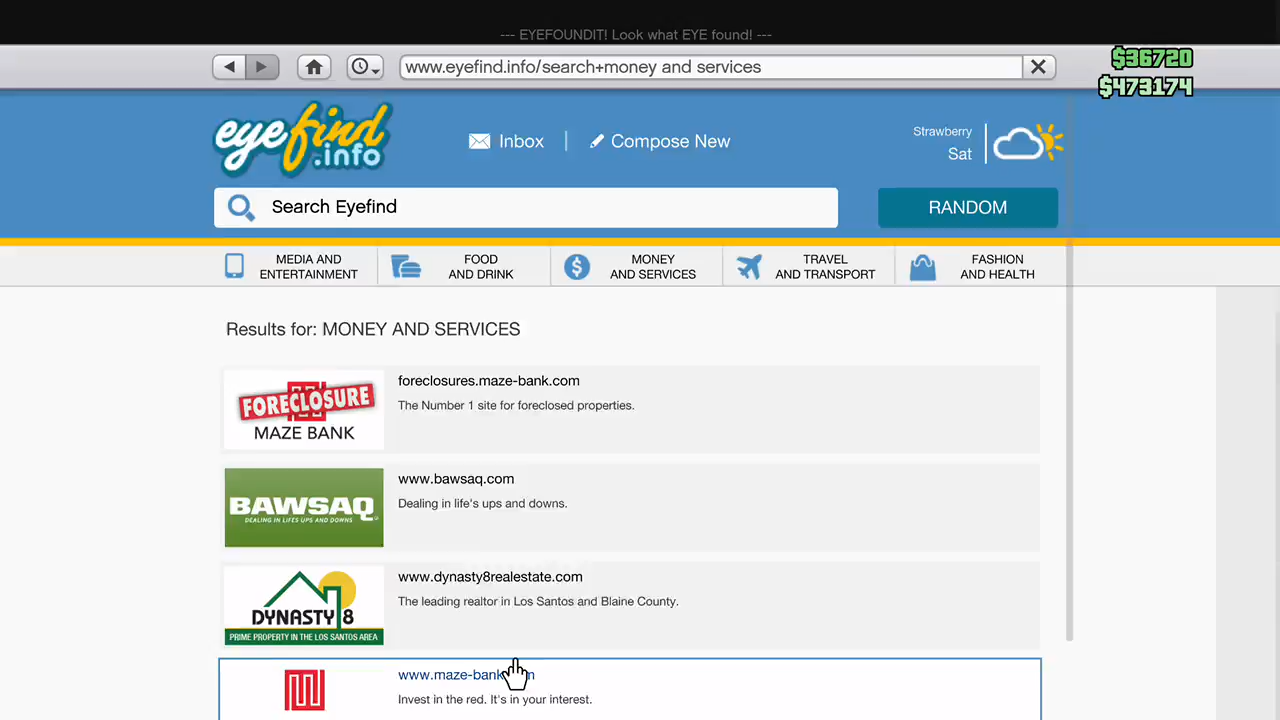 --- EYEFOUNDIT! Look what EYE found! ---
www.eyefind.info/search+money and services
$36720
$473174
eyefind
.info
Inbox
Compose New
Strawberry
Sat
Search Eyefind
RANDOM
MEDIA AND
ENTERTAINMENT
FOOD
AND DRINK
MONEY
AND SERVICES
TRAVEL
AND TRANSPORT
FASHION
AND HEALTH
Results for: MONEY AND SERVICES
FORECLOSURE
MAZE BANK
foreclosures.maze-bank.com
The Number 1 site for foreclosed properties.
BAWSAQ
DEALING IN LIFE'S UPS AND DOWNS
www.bawsaq.com
Dealing in life's ups and downs.
DYNASTY 8
PRIME PROPERTY IN THE LOS SANTOS AREA
www.dynasty8realestate.com
The leading realtor in Los Santos and Blaine County.
www.maze-bank.com
Invest in the red. It's in your interest.